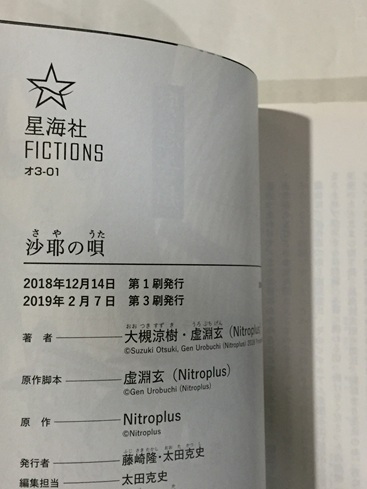 星海社
FICTIONS
オ3-01
さや うた
沙耶の唄
2018年12月14日 第1刷発行
2019年2月7日 第3刷発行
おおつきすずき うろぶちげん
著者 大槻涼樹・虚淵玄（Nitroplus
©Suzuki Otsuki, Gen Urobuchi (Nitroplus) 2018
原作脚本 虚淵玄（Nitroplus）
©Gen Urobuchi (Nitroplus)
原作 Nitroplus
©Nitroplus
発行者 藤崎隆・太田克史
編集担当 太田克史